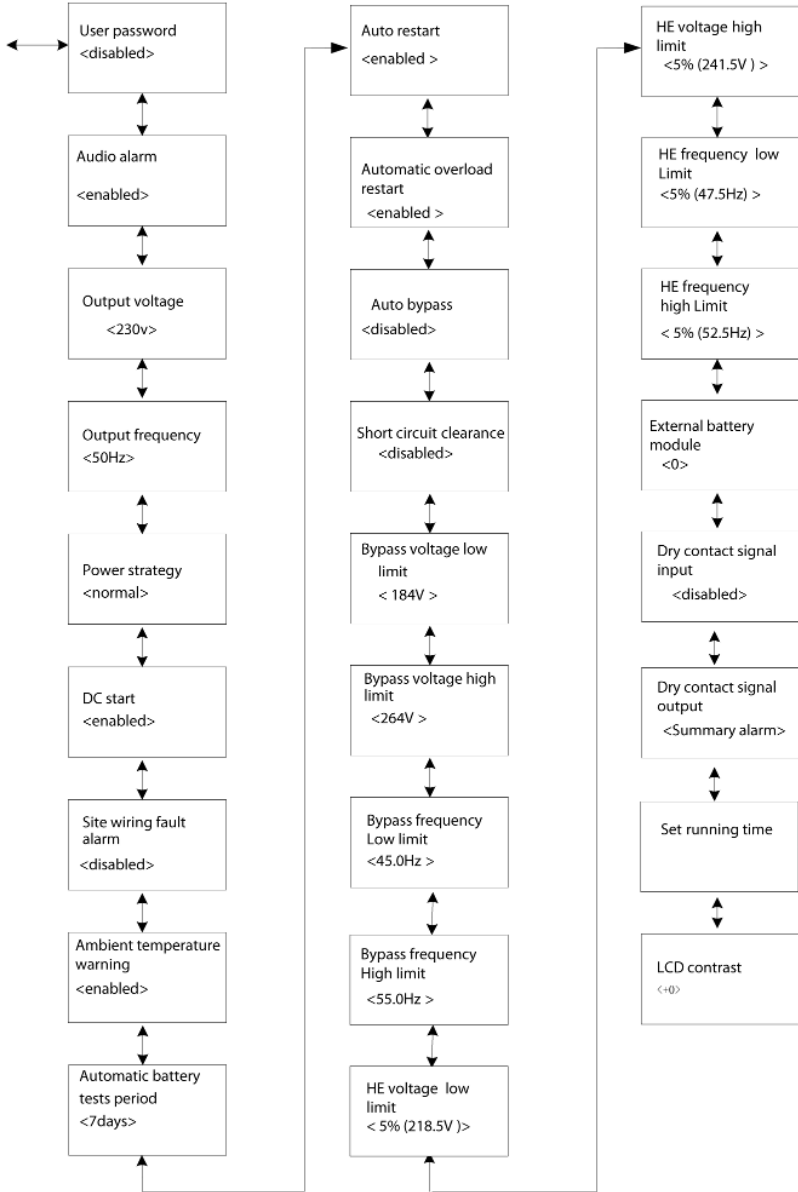 User password
<disabled>
Audio alarm
<enabled>
Output voltage
<230v>
Output frequency
<50Hz>
Power strategy
<normal>
DC start
<enabled>
Site wiring fault
alarm
<disabled>
Ambient temperature
warning
<enabled>
Automatic battery
tests period
<7days>
Auto restart
<enabled >
Automatic overload
restart
<enabled >
Auto bypass
<disabled>
Short circuit clearance
<disabled>
Bypass voltage low
limit
< 184V >
Bypass voltage high
limit
<264V >
Bypass frequency
Low limit
<45.0Hz >
Bypass frequency
High limit
<55.0Hz >
HE voltage low
limit
< 5% (218.5V )>
HE voltage high
limit
<5% (241.5V ) >
HE frequency low
Limit
<5% (47.5Hz) >
HE frequency
high Limit
< 5% (52.5Hz) >
External battery
module
<0>
Dry contact signal
input
<disabled>
Dry contact signal
output
<Summary alarm>
Set running time
LCD contrast
<+0>